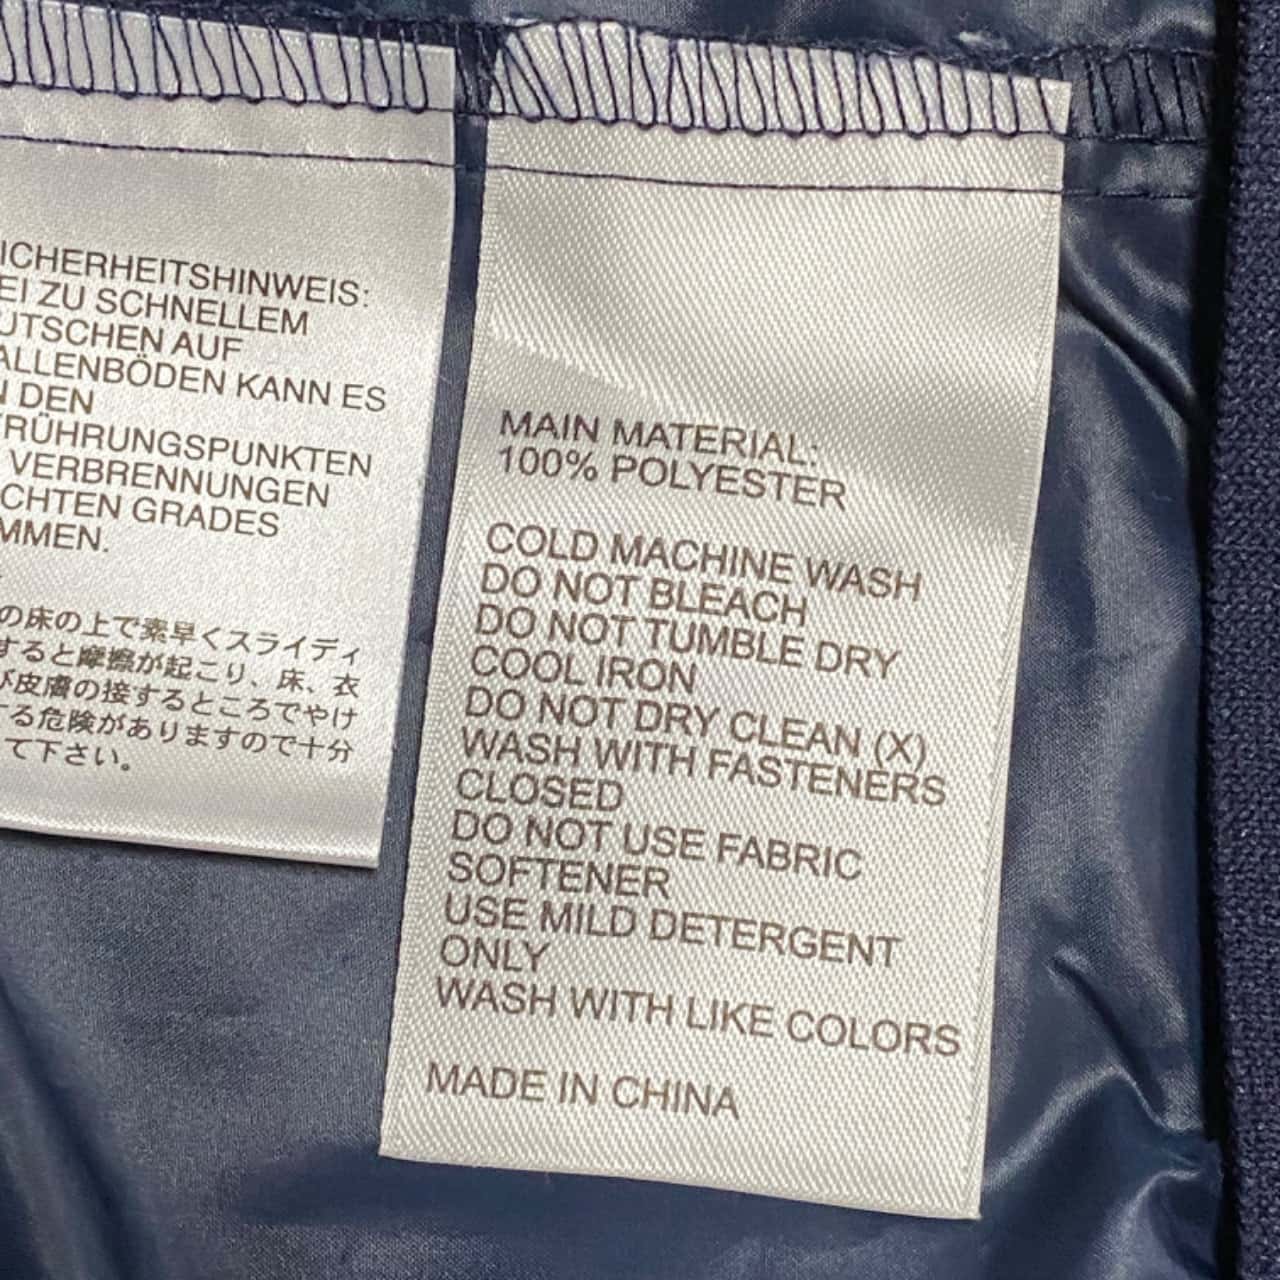 ICHERHEITSHINWEIS:
EI ZU SCHNELLEM
UTSCHEN AUF
ALLENBÖDEN KANN ES
N DEN
RÜHRUNGSPUNKTEN
VERBRENNUNGEN
CHTEN GRADES
MMEN.
の床の上で素早くスライディ
すると摩擦が起こり、床、衣
び皮膚の接するところでやけ
する危険がありますので十分
て下さい。
MAIN MATERIAL:
100% POLYESTER
COLD MACHINE WASH
DO NOT BLEACH
DO NOT TUMBLE DRY
COOL IRON
DO NOT DRY CLEAN (X)
WASH WITH FASTENERS
CLOSED
DO NOT USE FABRIC
SOFTENER
USE MILD DETERGENT
ONLY
WASH WITH LIKE COLORS
MADE IN CHINA